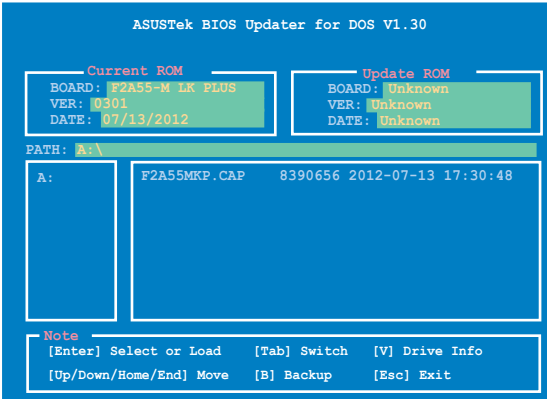 ASUSTek BIOS Updater for DOS V1.30
Current ROM
BOARD: F2A55-M LK PLUS
VER: 0301
DATE: 07/13/2012
Update ROM
BOARD: Unknown
VER: Unknown
DATE: Unknown
PATH: A:\
A:
F2A55MKP.CAP 8390656 2012-07-13 17:30:48
Note
[Enter] Select or Load [Tab] Switch [V] Drive Info
[Up/Down/Home/End] Move [B] Backup [Esc] Exit